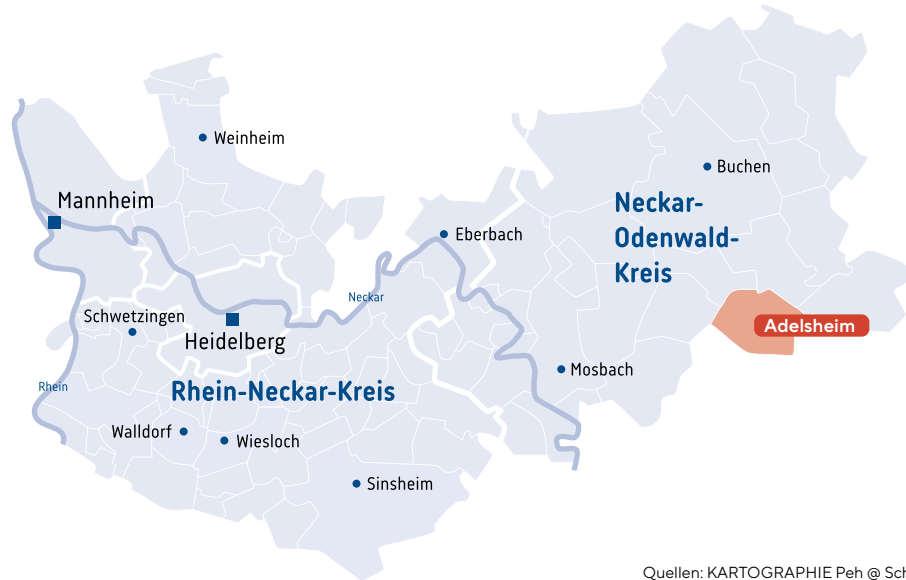 Weinheim
Buchen
Mannheim
Neckar-
Odenwald-
Kreis
Eberbach
Neckar
Schwetzingen
Adelsheim
Heidelberg
Mosbach
Rhein
Rhein-Neckar-Kreis
Walldorf
Wiesloch
Sinsheim
Quellen: KARTOGRAPHIE Peh @ Sch